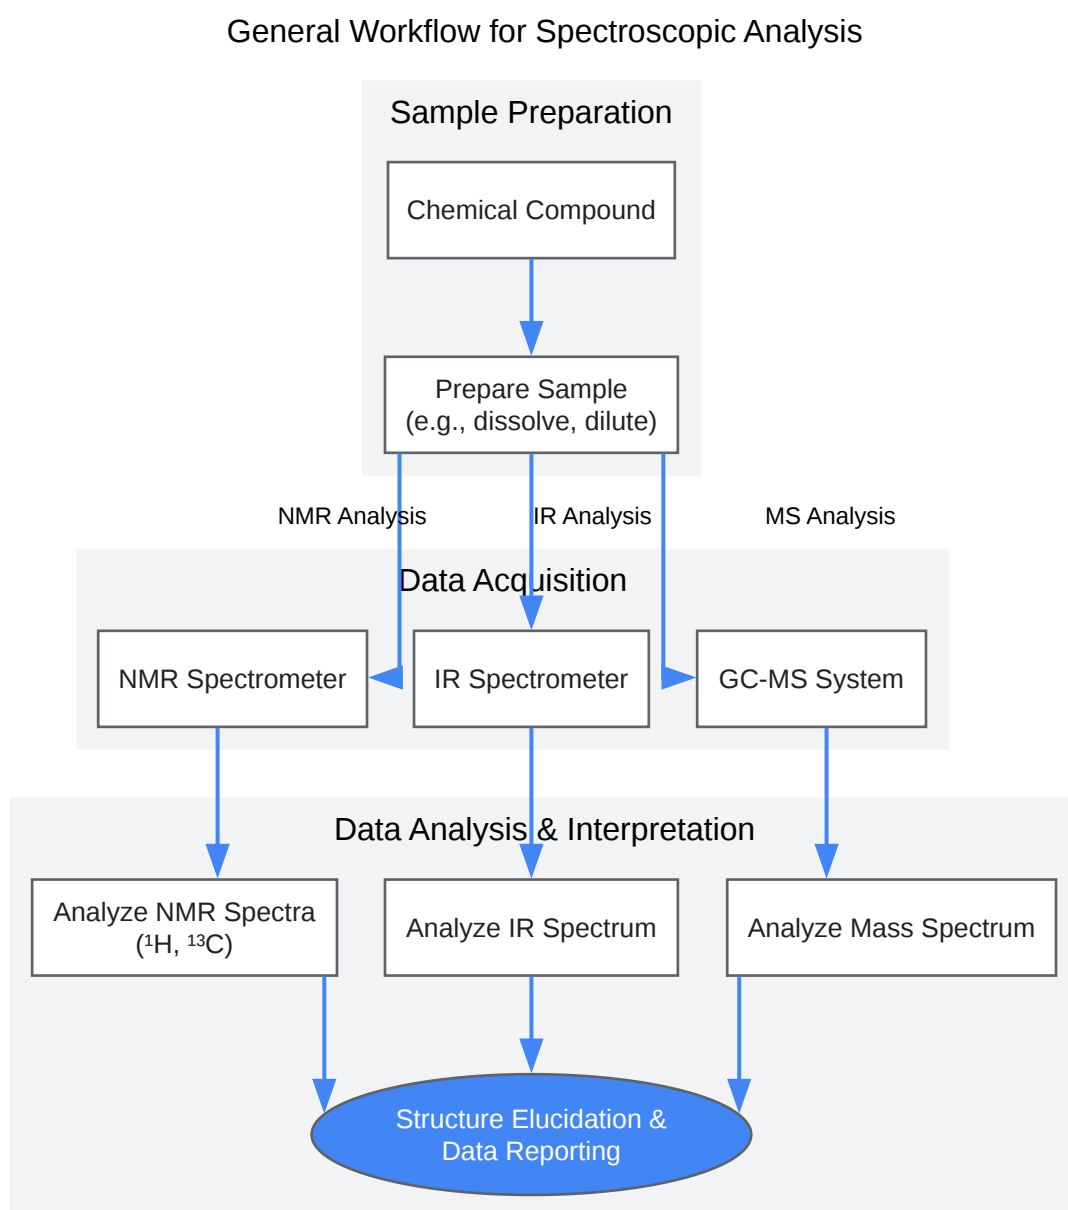 General Workflow for Spectroscopic Analysis
Sample Preparation
Chemical Compound
Prepare Sample
(e.g., dissolve, dilute)
NMR Analysis
IR Analysis
MS Analysis
Data Acquisition
NMR Spectrometer
IR Spectrometer
GC-MS System
Data Analysis & Interpretation
Analyze NMR Spectra
(¹H, ¹³C)
Analyze IR Spectrum
Analyze Mass Spectrum
Structure Elucidation &
Data Reporting